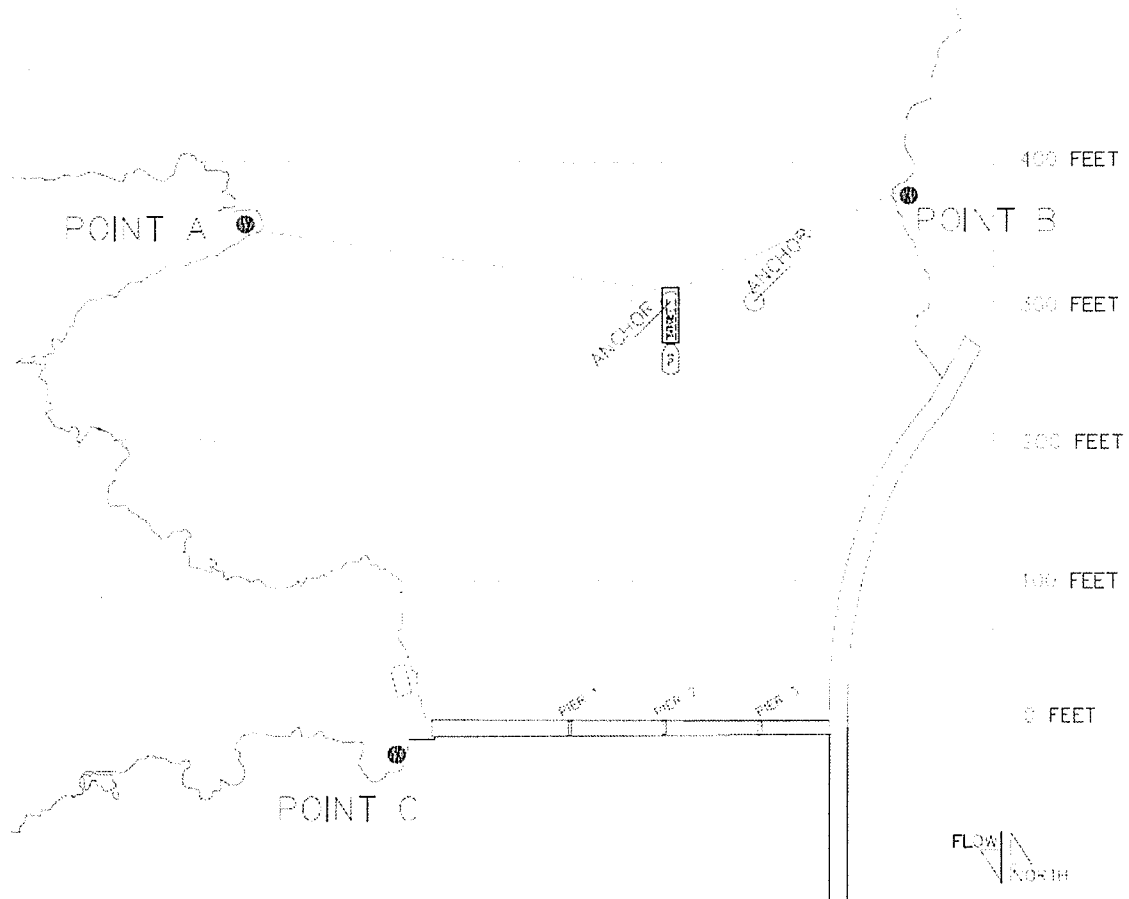 400 FEET
POINT A
POINT B
ANCHOR
ANCHOR
300 FEET
200 FEET
100 FEET
PIER 1
PIER 2
PIER 3
0 FEET
POINT C
FLOW
NORTH